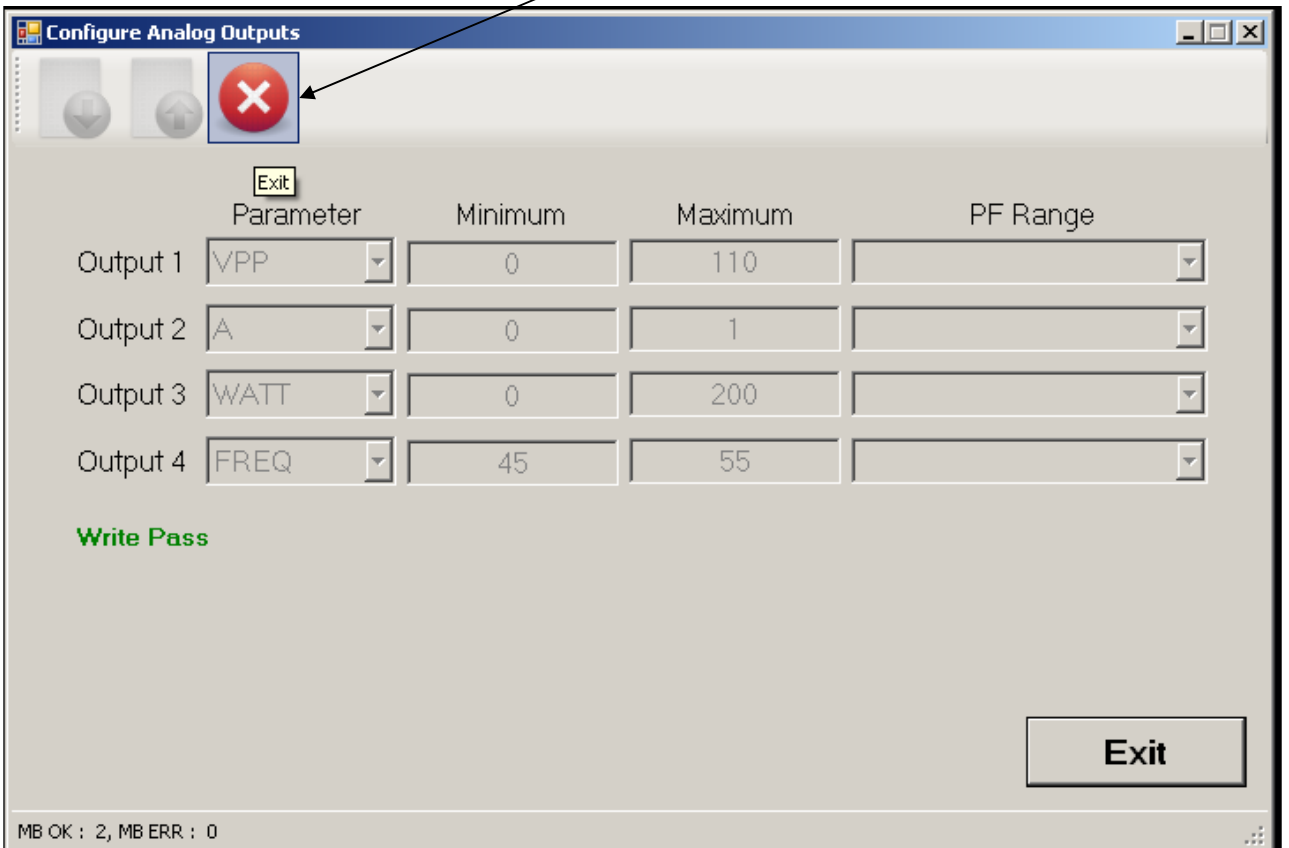 Configure Analog Outputs
Exit
Parameter Minimum Maximum PF Range
Output 1 VPP 0 110
Output 2 A 0 1
Output 3 WATT 0 200
Output 4 FREQ 45 55
Write Pass
Exit
MB OK : 2, MB ERR : 0